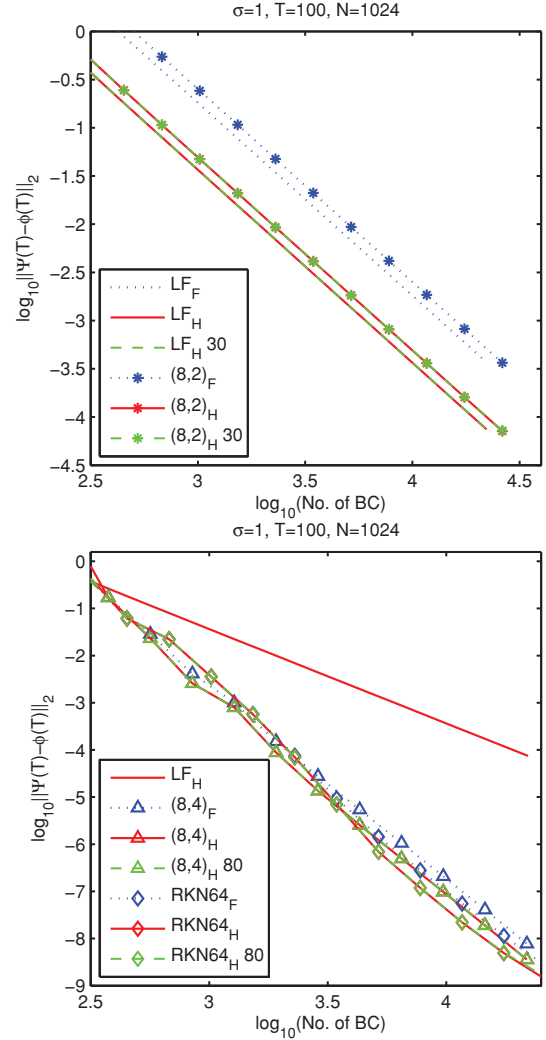 σ=1, T=100, N=1024
0
−0.5
−1
−1.5
−2
−2.5
−3
−3.5
−4
−4.5
log10||Ψ(T)−ϕ(T)||2
LF_F
LF_H
LF_H 30
(8,2)_F
(8,2)_H
(8,2)_H 30
2.5 3 3.5 4 4.5
log10(No. of BC)
σ=1, T=100, N=1024
0
−1
−2
−3
−4
−5
−6
−7
−8
−9
log10||Ψ(T)−ϕ(T)||2
LF_H
(8,4)_F
(8,4)_H
(8,4)_H 80
RKN64_F
RKN64_H
RKN64_H 80
2.5 3 3.5 4
log10(No. of BC)